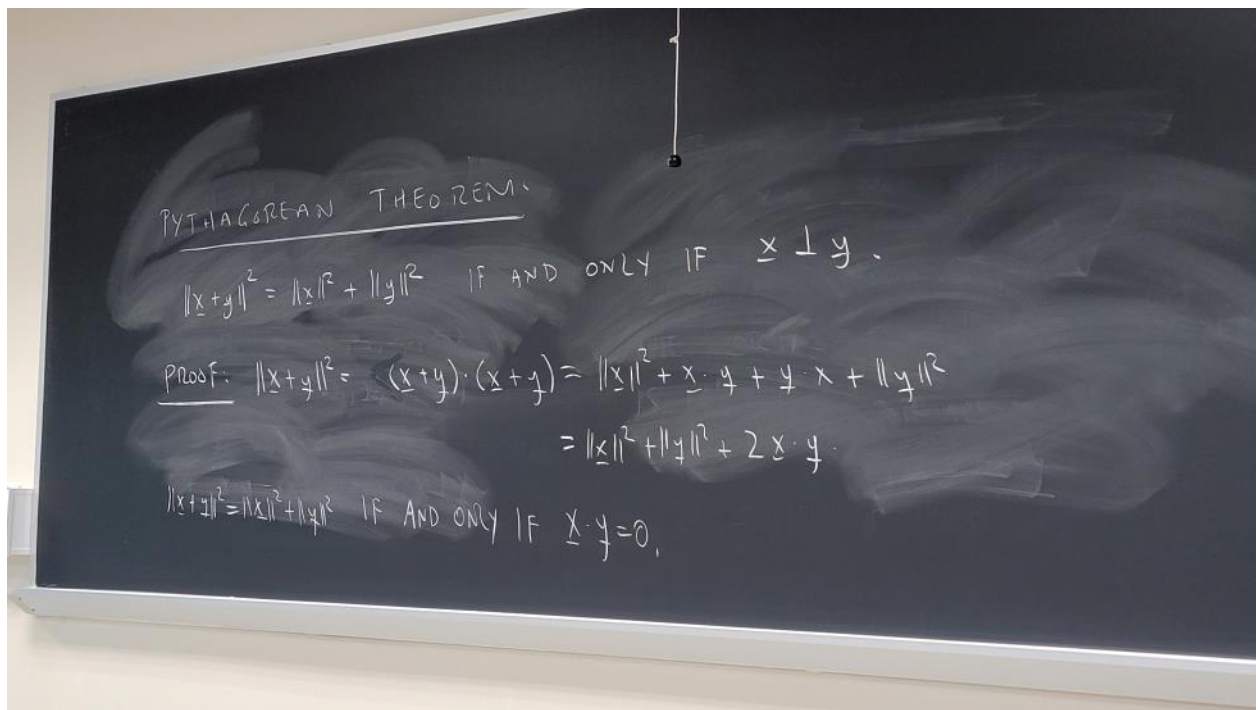 PYTHAGOREAN THEOREM.
‖x̲+y̲‖² = ‖x̲‖² + ‖y̲‖² IF AND ONLY IF x̲ ⊥ y̲.
PROOF: ‖x̲+y̲‖² = (x̲+y̲)·(x̲+y̲) = ‖x̲‖² + x̲·y̲ + y̲·x + ‖y̲‖²
= ‖x̲‖² + ‖y̲‖² + 2x̲·y̲.
‖x̲+y̲‖² = ‖x̲‖² + ‖y̲‖² IF AND ONLY IF x̲·y̲=0.